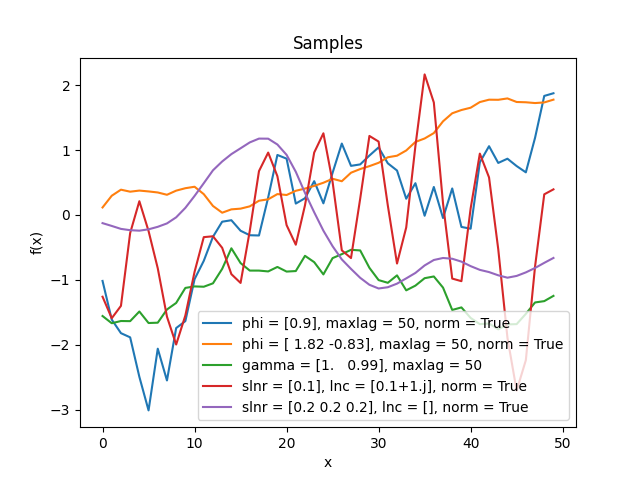 Samples
f(x)
2
1
0
−1
−2
−3
phi = [0.9], maxlag = 50, norm = True
phi = [ 1.82 -0.83], maxlag = 50, norm = True
gamma = [1.   0.99], maxlag = 50
slnr = [0.1], lnc = [0.1+1.j], norm = True
slnr = [0.2 0.2 0.2], lnc = [], norm = True
0 10 20 30 40 50
x